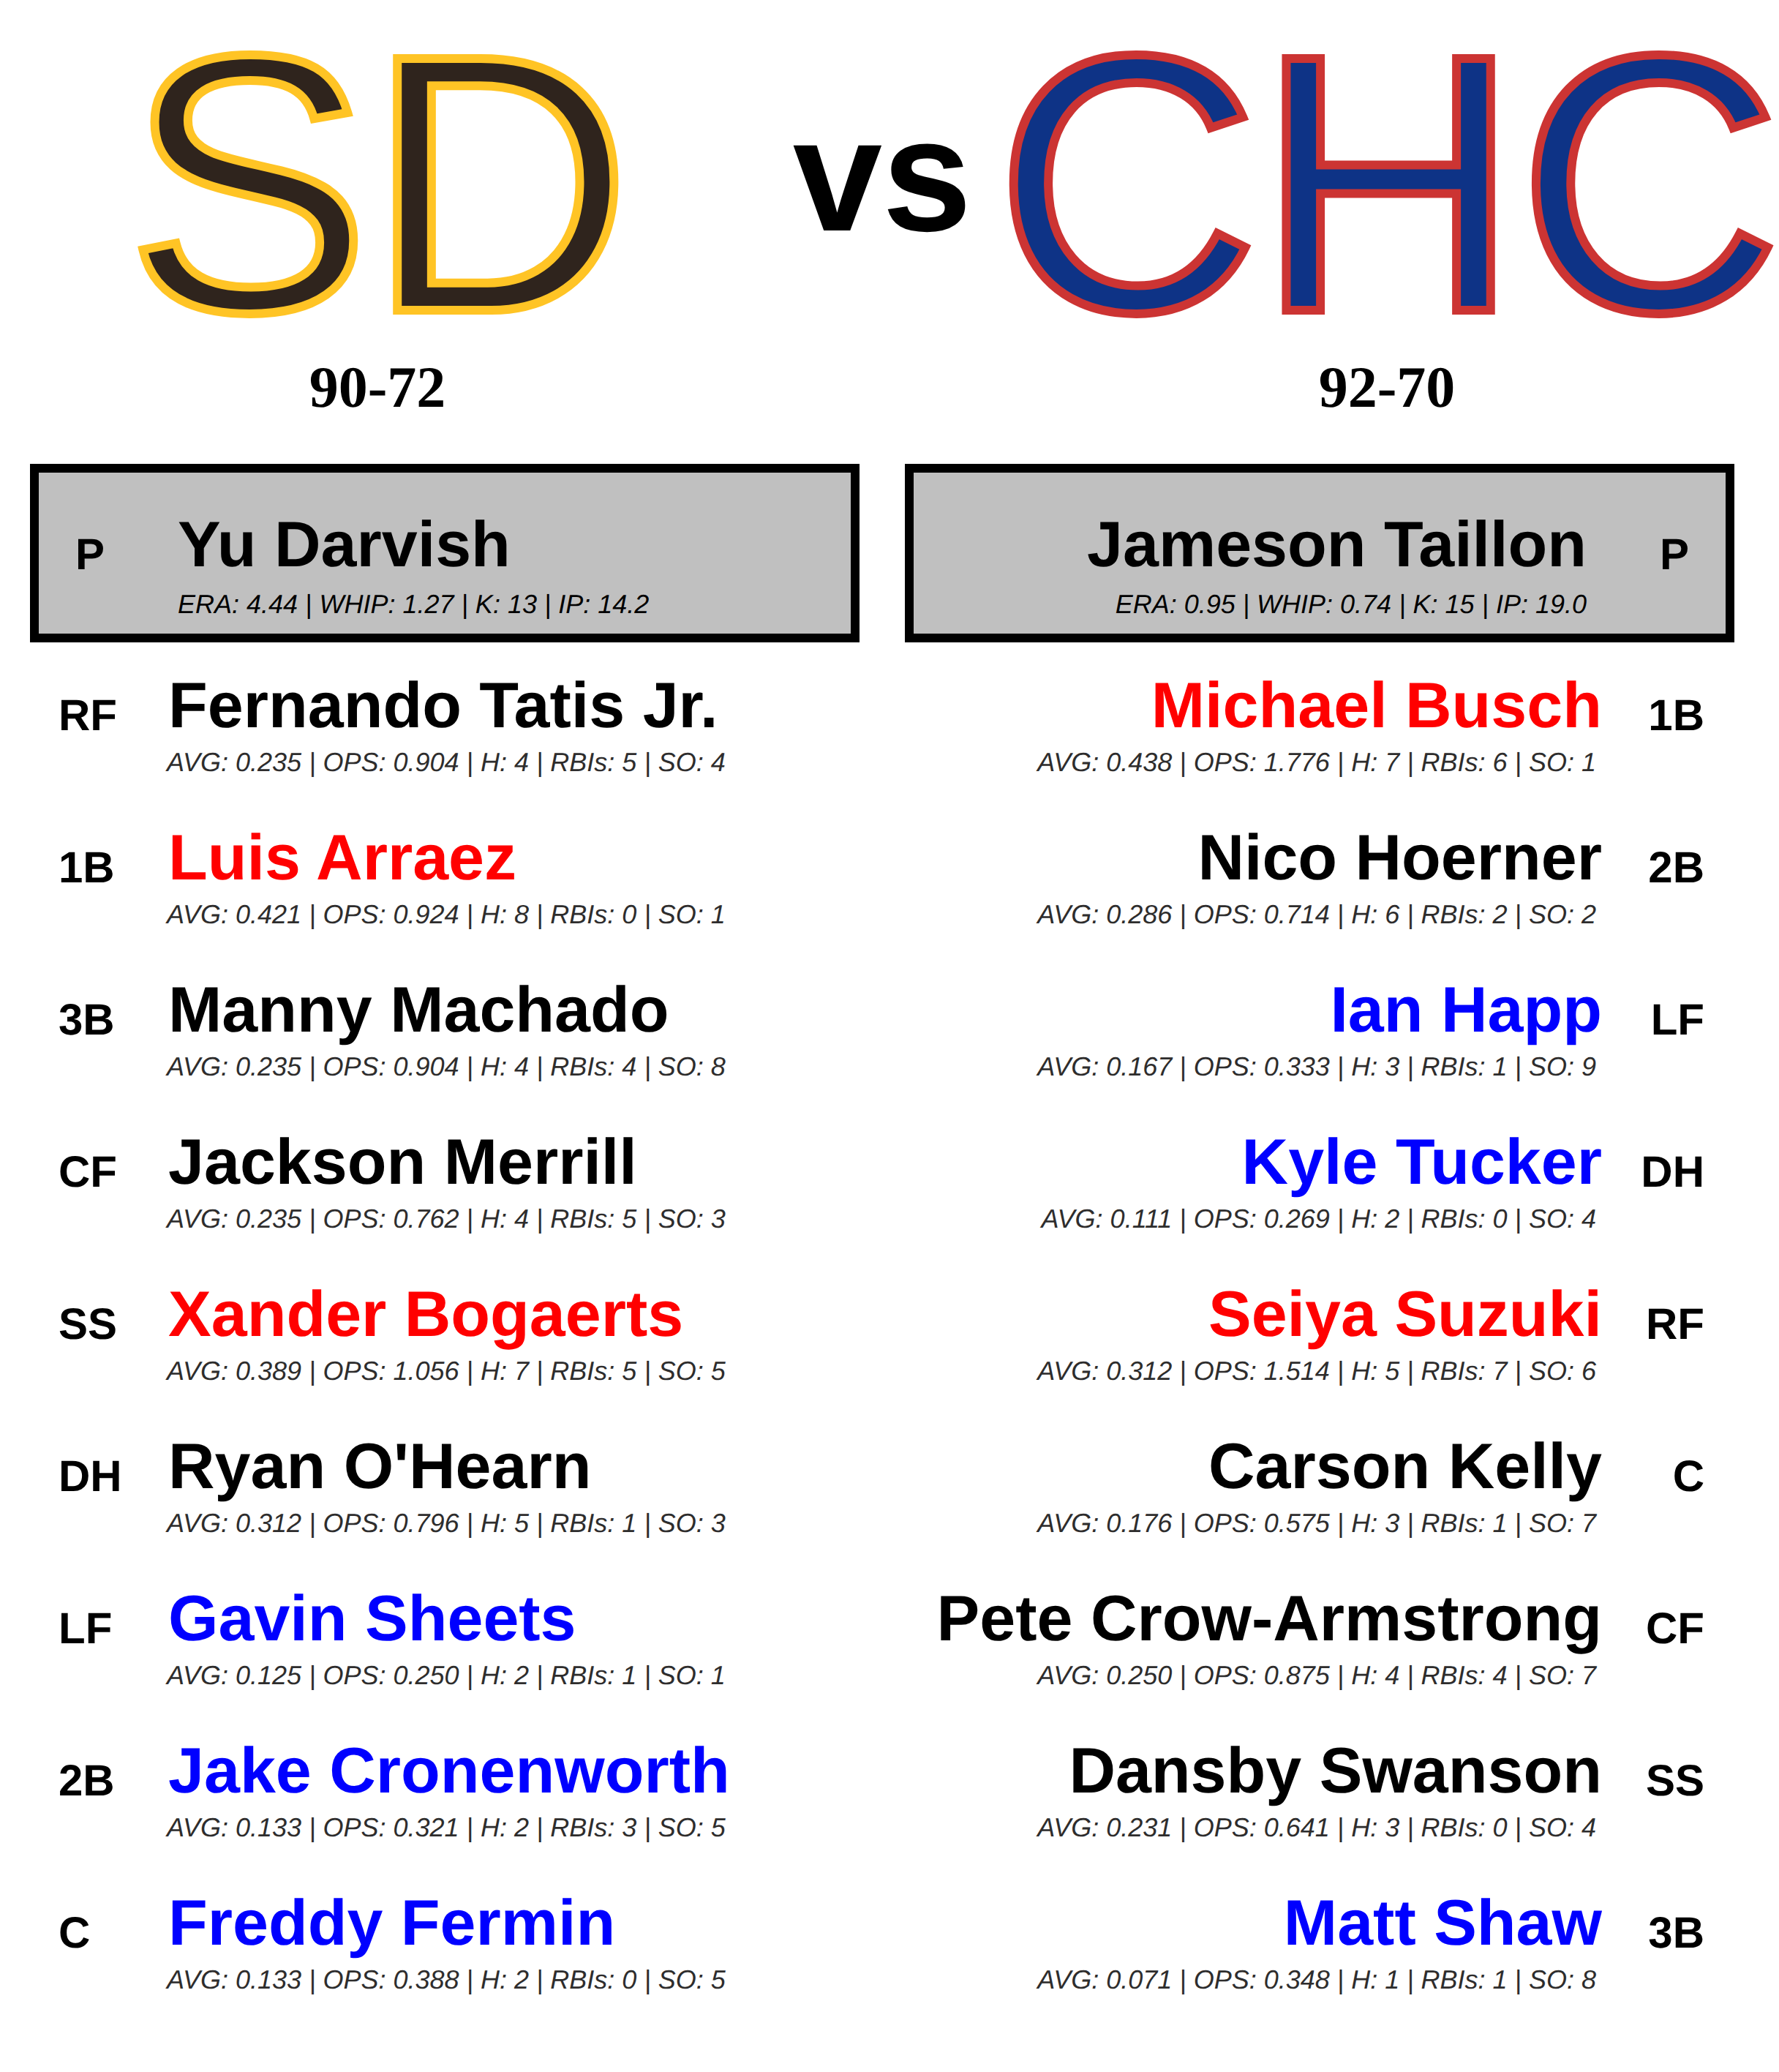 SD vs CHC
90-72 92-70
P Yu Darvish
ERA: 4.44 | WHIP: 1.27 | K: 13 | IP: 14.2
Jameson Taillon P
ERA: 0.95 | WHIP: 0.74 | K: 15 | IP: 19.0
RF Fernando Tatis Jr.
AVG: 0.235 | OPS: 0.904 | H: 4 | RBIs: 5 | SO: 4
1B Luis Arraez
AVG: 0.421 | OPS: 0.924 | H: 8 | RBIs: 0 | SO: 1
3B Manny Machado
AVG: 0.235 | OPS: 0.904 | H: 4 | RBIs: 4 | SO: 8
CF Jackson Merrill
AVG: 0.235 | OPS: 0.762 | H: 4 | RBIs: 5 | SO: 3
SS Xander Bogaerts
AVG: 0.389 | OPS: 1.056 | H: 7 | RBIs: 5 | SO: 5
DH Ryan O'Hearn
AVG: 0.312 | OPS: 0.796 | H: 5 | RBIs: 1 | SO: 3
LF Gavin Sheets
AVG: 0.125 | OPS: 0.250 | H: 2 | RBIs: 1 | SO: 1
2B Jake Cronenworth
AVG: 0.133 | OPS: 0.321 | H: 2 | RBIs: 3 | SO: 5
C Freddy Fermin
AVG: 0.133 | OPS: 0.388 | H: 2 | RBIs: 0 | SO: 5
Michael Busch 1B
AVG: 0.438 | OPS: 1.776 | H: 7 | RBIs: 6 | SO: 1
Nico Hoerner 2B
AVG: 0.286 | OPS: 0.714 | H: 6 | RBIs: 2 | SO: 2
Ian Happ LF
AVG: 0.167 | OPS: 0.333 | H: 3 | RBIs: 1 | SO: 9
Kyle Tucker DH
AVG: 0.111 | OPS: 0.269 | H: 2 | RBIs: 0 | SO: 4
Seiya Suzuki RF
AVG: 0.312 | OPS: 1.514 | H: 5 | RBIs: 7 | SO: 6
Carson Kelly C
AVG: 0.176 | OPS: 0.575 | H: 3 | RBIs: 1 | SO: 7
Pete Crow-Armstrong CF
AVG: 0.250 | OPS: 0.875 | H: 4 | RBIs: 4 | SO: 7
Dansby Swanson SS
AVG: 0.231 | OPS: 0.641 | H: 3 | RBIs: 0 | SO: 4
Matt Shaw 3B
AVG: 0.071 | OPS: 0.348 | H: 1 | RBIs: 1 | SO: 8